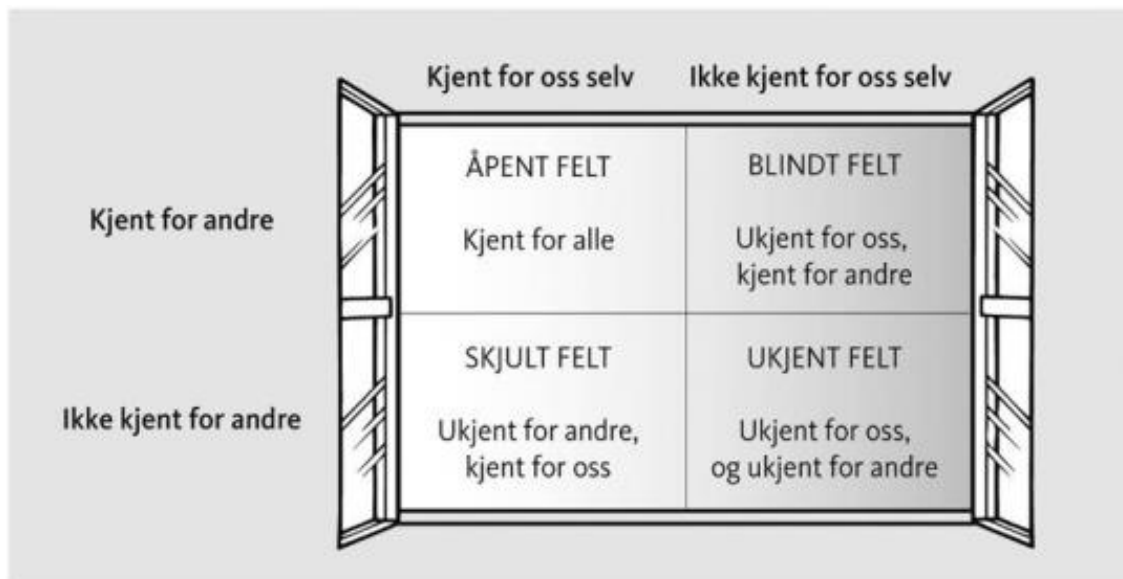 Kjent for oss selv
Ikke kjent for oss selv
Kjent for andre
ÅPENT FELT
Kjent for alle
BLINDT FELT
Ukjent for oss,
kjent for andre
Ikke kjent for andre
SKJULT FELT
Ukjent for andre,
kjent for oss
UKJENT FELT
Ukjent for oss,
og ukjent for andre